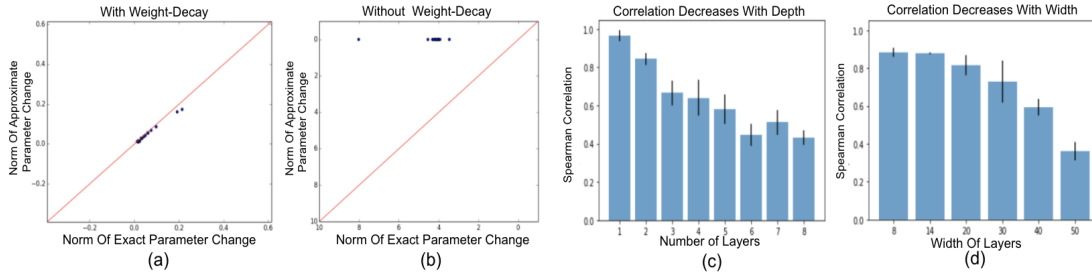 With Weight-Decay
Norm Of Approximate
Parameter Change
0.6
0.4
0.2
0.0
−0.2
−0.2 0.0 0.2 0.4 0.6
Norm Of Exact Parameter Change
(a)
Without Weight-Decay
Norm Of Approximate
Parameter Change
0
2
4
6
8
10
10 8 6 4 2 0
Norm Of Exact Parameter Change
(b)
Correlation Decreases With Depth
Spearman Correlation
1.0
0.8
0.6
0.4
0.2
0.0
1 2 3 4 5 6 7 8
Number of Layers
(c)
Correlation Decreases With Width
Spearman Correlation
1.0
0.8
0.6
0.4
0.2
0.0
8 14 20 30 40 50
Width Of Layers
(d)